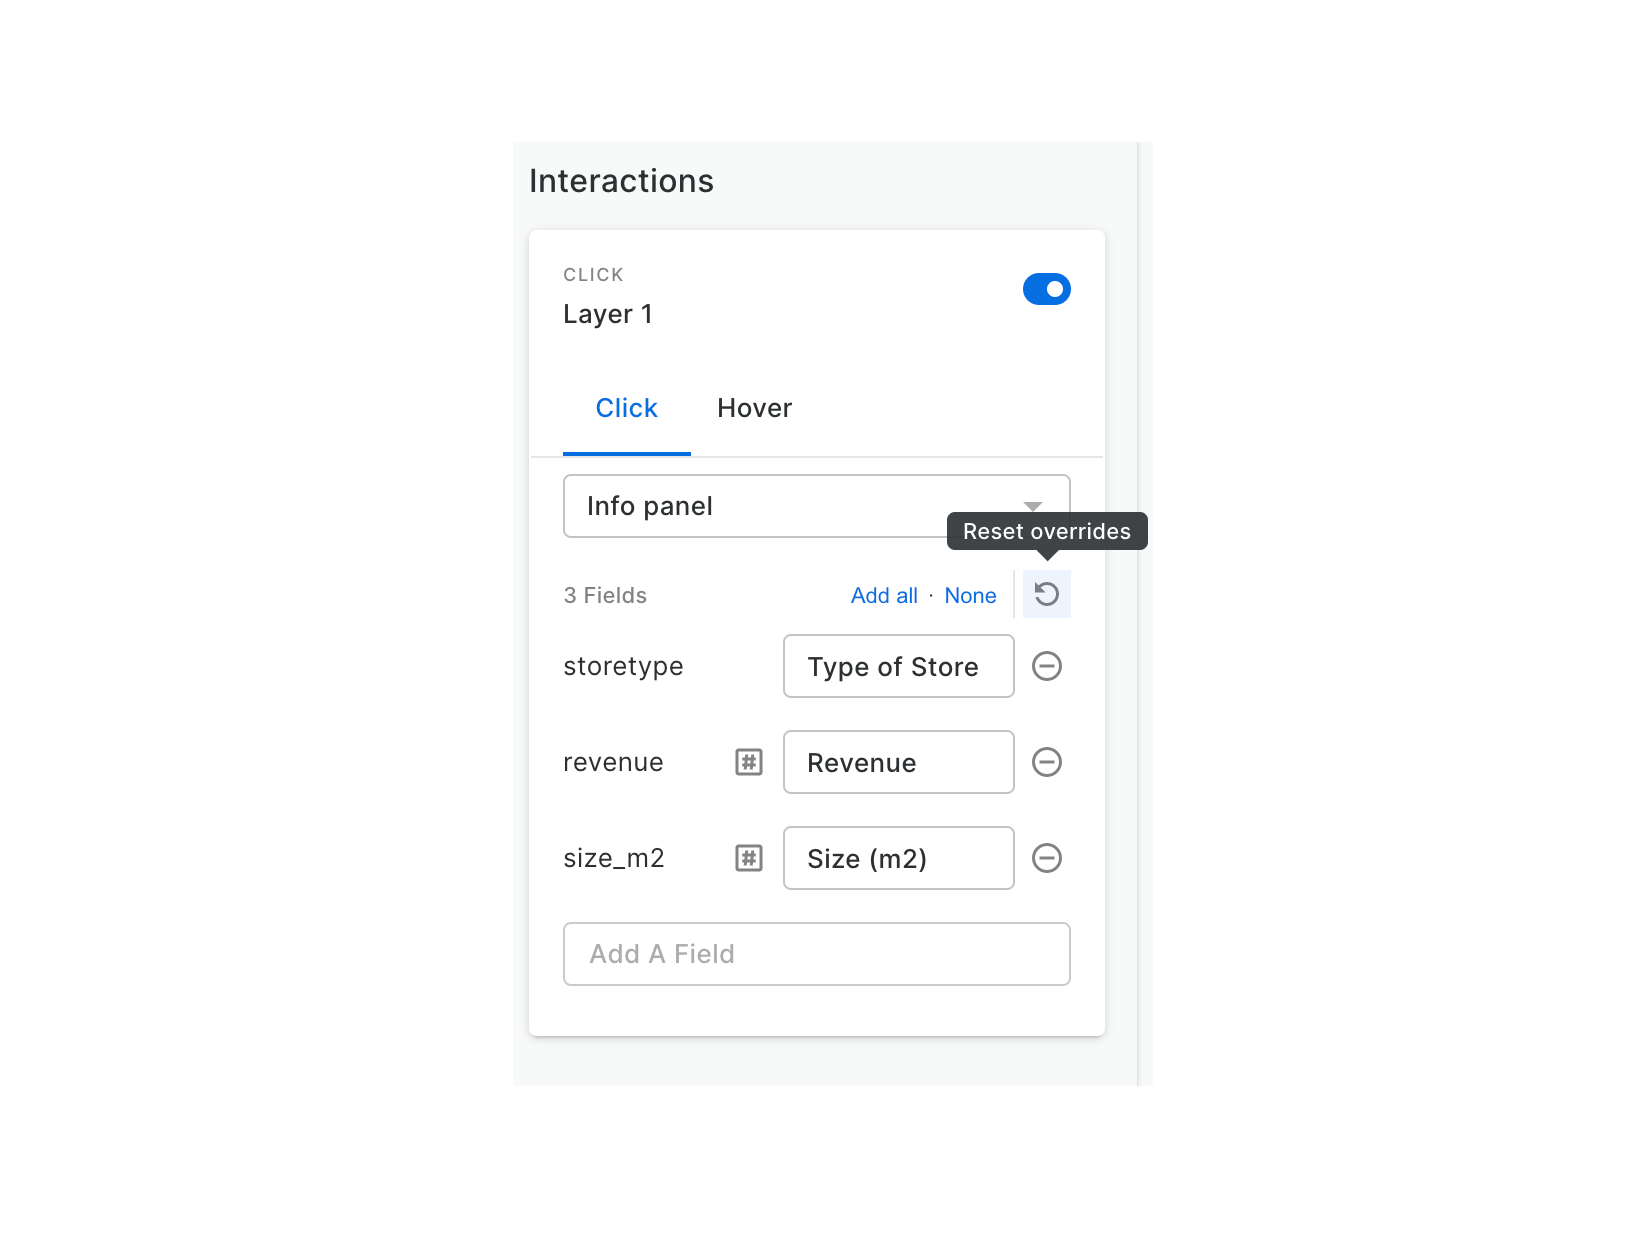 Interactions
CLICK
Layer 1
Click Hover
Info panel
Reset overrides
3 Fields Add all · None
storetype Type of Store
revenue # Revenue
size_m2 # Size (m2)
Add A Field